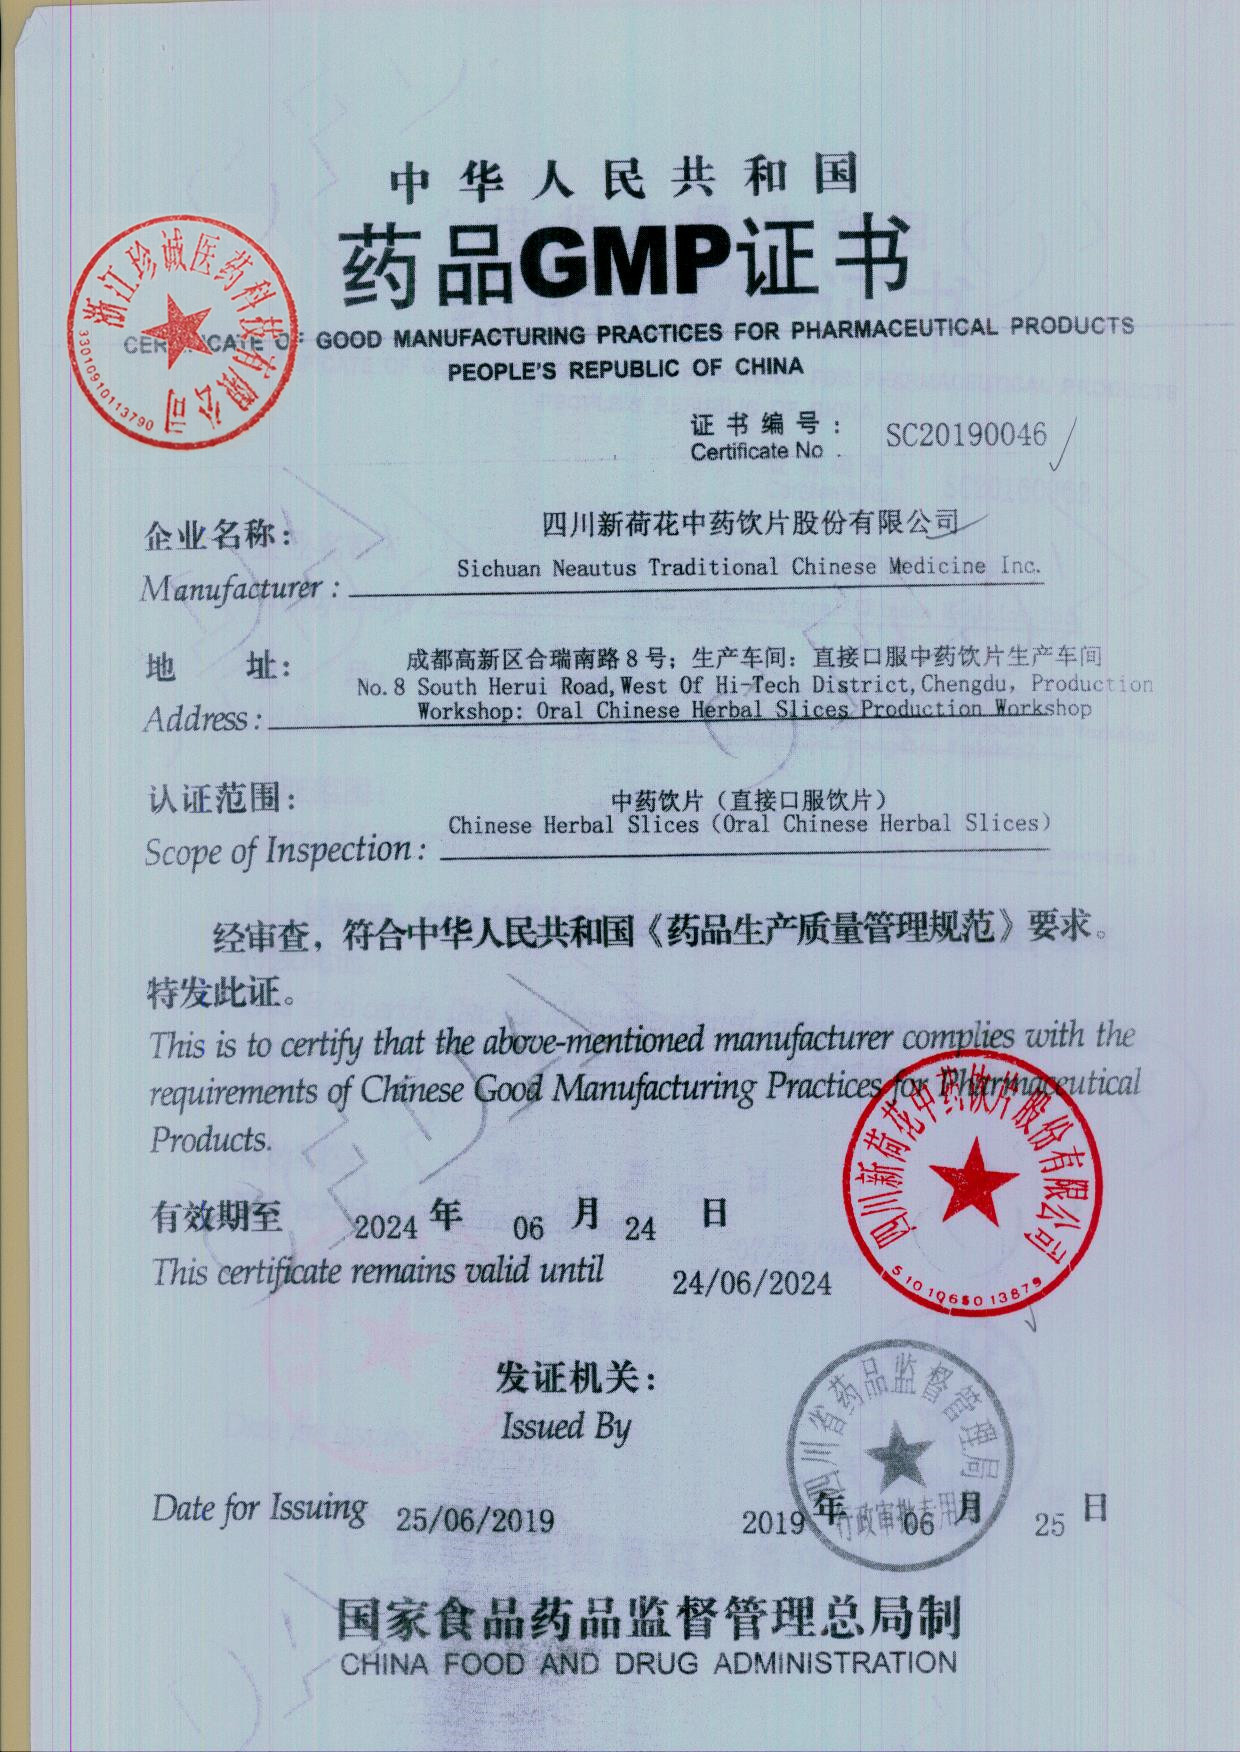 中华人民共和国
药品GMP证书
CERTIFICATE OF GOOD MANUFACTURING PRACTICES FOR PHARMACEUTICAL PRODUCTS
PEOPLE'S REPUBLIC OF CHINA
浙江珍诚医药科技有限公司
33010910113790
证书编号:
SC20190046
Certificate No.
企业名称:
四川新荷花中药饮片股份有限公司
Manufacturer:
Sichuan Neautus Traditional Chinese Medicine Inc.
地 址:
成都高新区合瑞南路8号; 生产车间: 直接口服中药饮片生产车间
No.8 South Herui Road,West Of Hi-Tech District,Chengdu, Production
Workshop: Oral Chinese Herbal Slices Production Workshop
Address:
认证范围:
中药饮片(直接口服饮片)
Chinese Herbal Slices(Oral Chinese Herbal Slices)
Scope of Inspection:
经审查,符合中华人民共和国《药品生产质量管理规范》要求。
特发此证。
This is to certify that the above-mentioned manufacturer complies with the
requirements of Chinese Good Manufacturing Practices for Pharmaceutical
Products.
四川新荷花中药饮片股份有限公司
有效期至 2024 年 06 月 24 日
This certificate remains valid until 24/06/2024
发证机关:
Issued By
四川省药品监督管理局
行政审批专用章
Date for Issuing 25/06/2019 2019 年 06 月 25 日
国家食品药品监督管理总局制
CHINA FOOD AND DRUG ADMINISTRATION